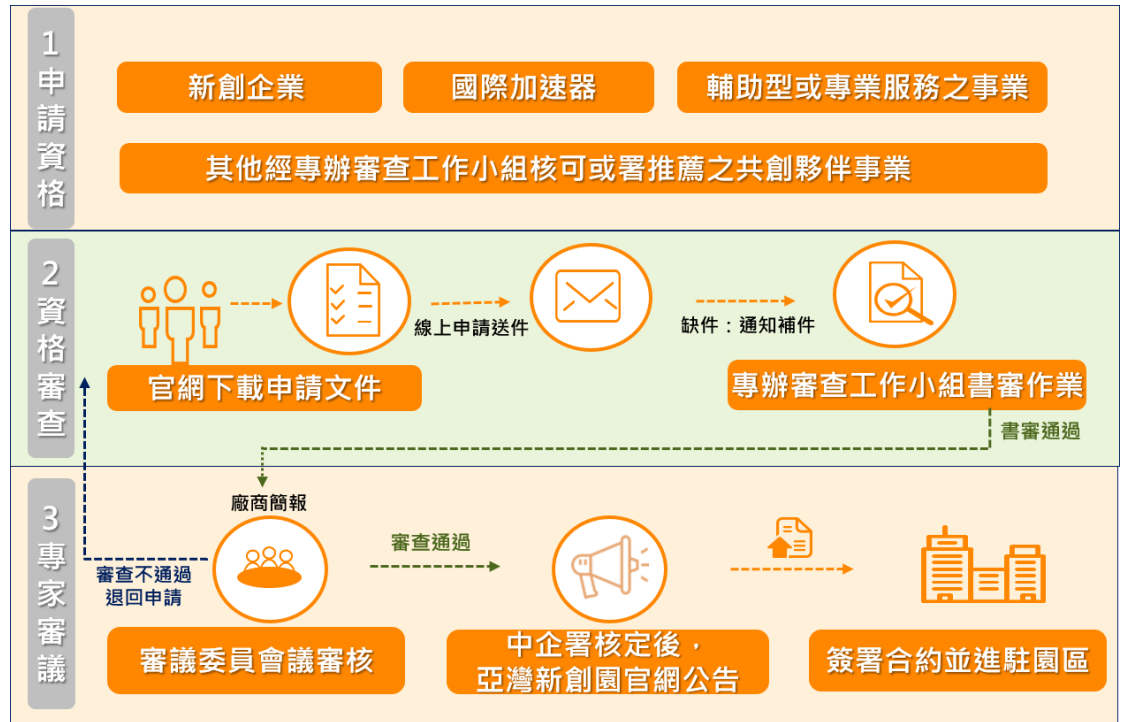 1申請資格
新創企業
國際加速器
輔助型或專業服務之事業
其他經專辦審查工作小組核可或署推薦之共創夥伴事業
2資格審查
線上申請送件
缺件：通知補件
官網下載申請文件
專辦審查工作小組書審作業
書審通過
3專家審議
廠商簡報
審查通過
審查不通過
退回申請
審議委員會議審核
中企署核定後，
亞灣新創園官網公告
簽署合約並進駐園區